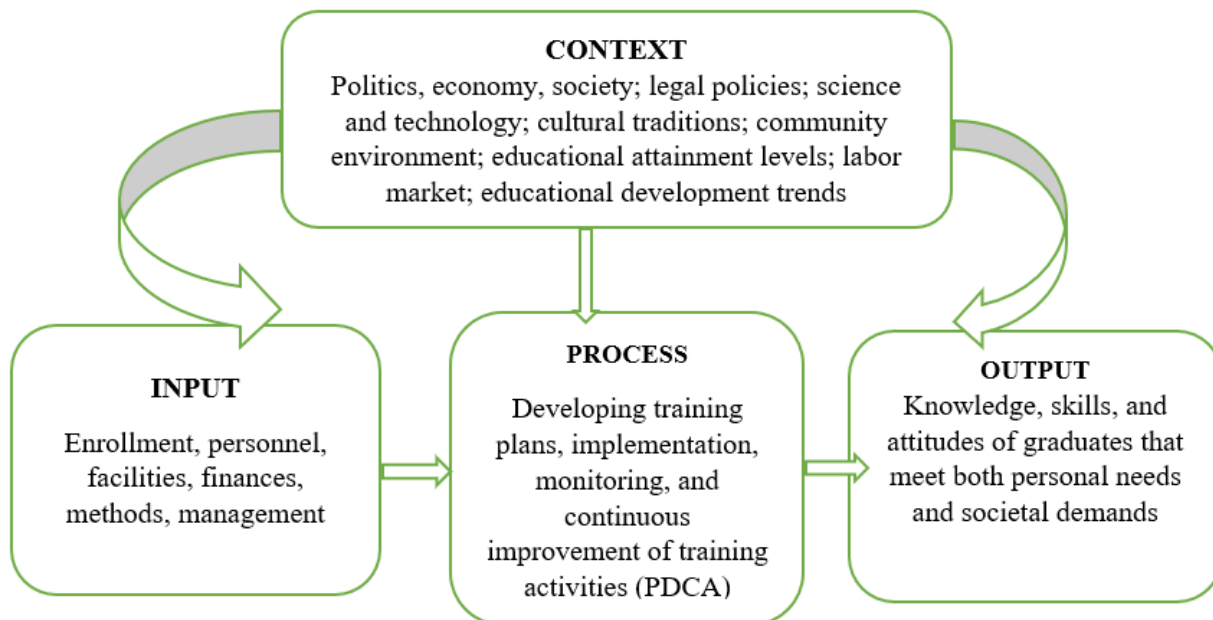 CONTEXT
Politics, economy, society; legal policies; science
and technology; cultural traditions; community
environment; educational attainment levels; labor
market; educational development trends
INPUT
Enrollment, personnel,
facilities, finances,
methods, management
PROCESS
Developing training
plans, implementation,
monitoring, and
continuous
improvement of training
activities (PDCA)
OUTPUT
Knowledge, skills, and
attitudes of graduates that
meet both personal needs
and societal demands